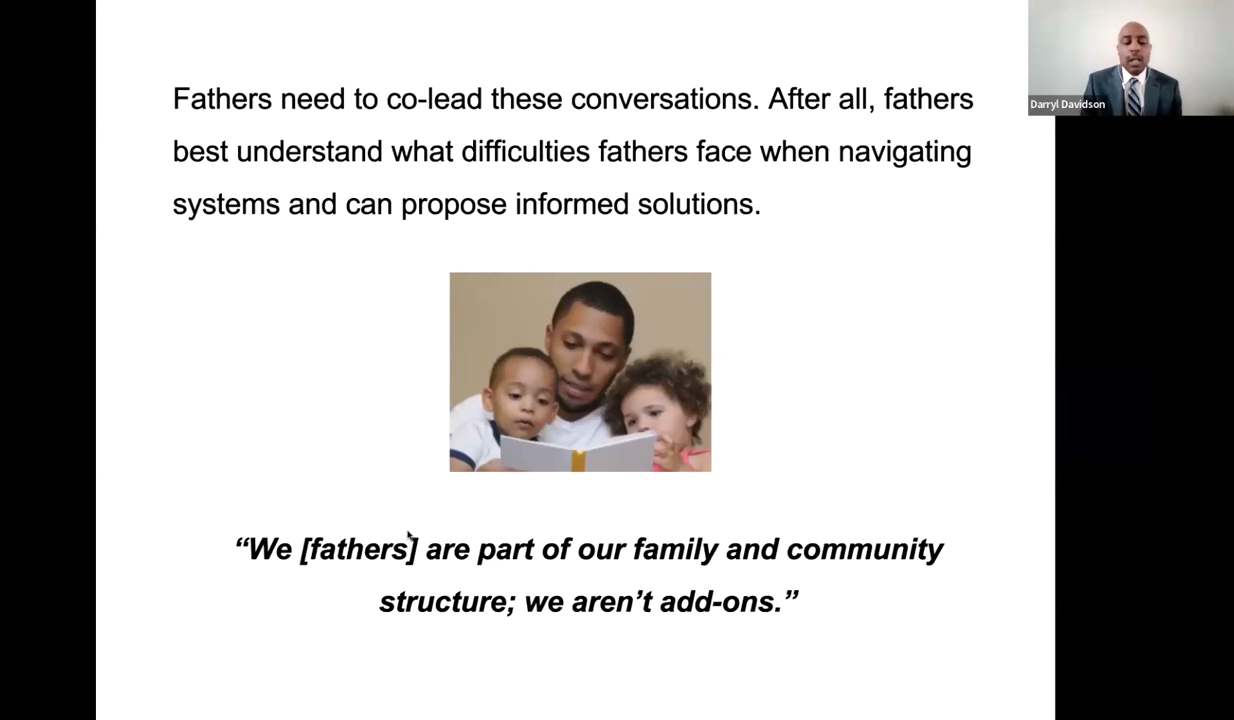 Fathers need to co-lead these conversations. After all, fathers
best understand what difficulties fathers face when navigating
systems and can propose informed solutions.
Darryl Davidson
“We [fathers] are part of our family and community
structure; we aren’t add-ons.”